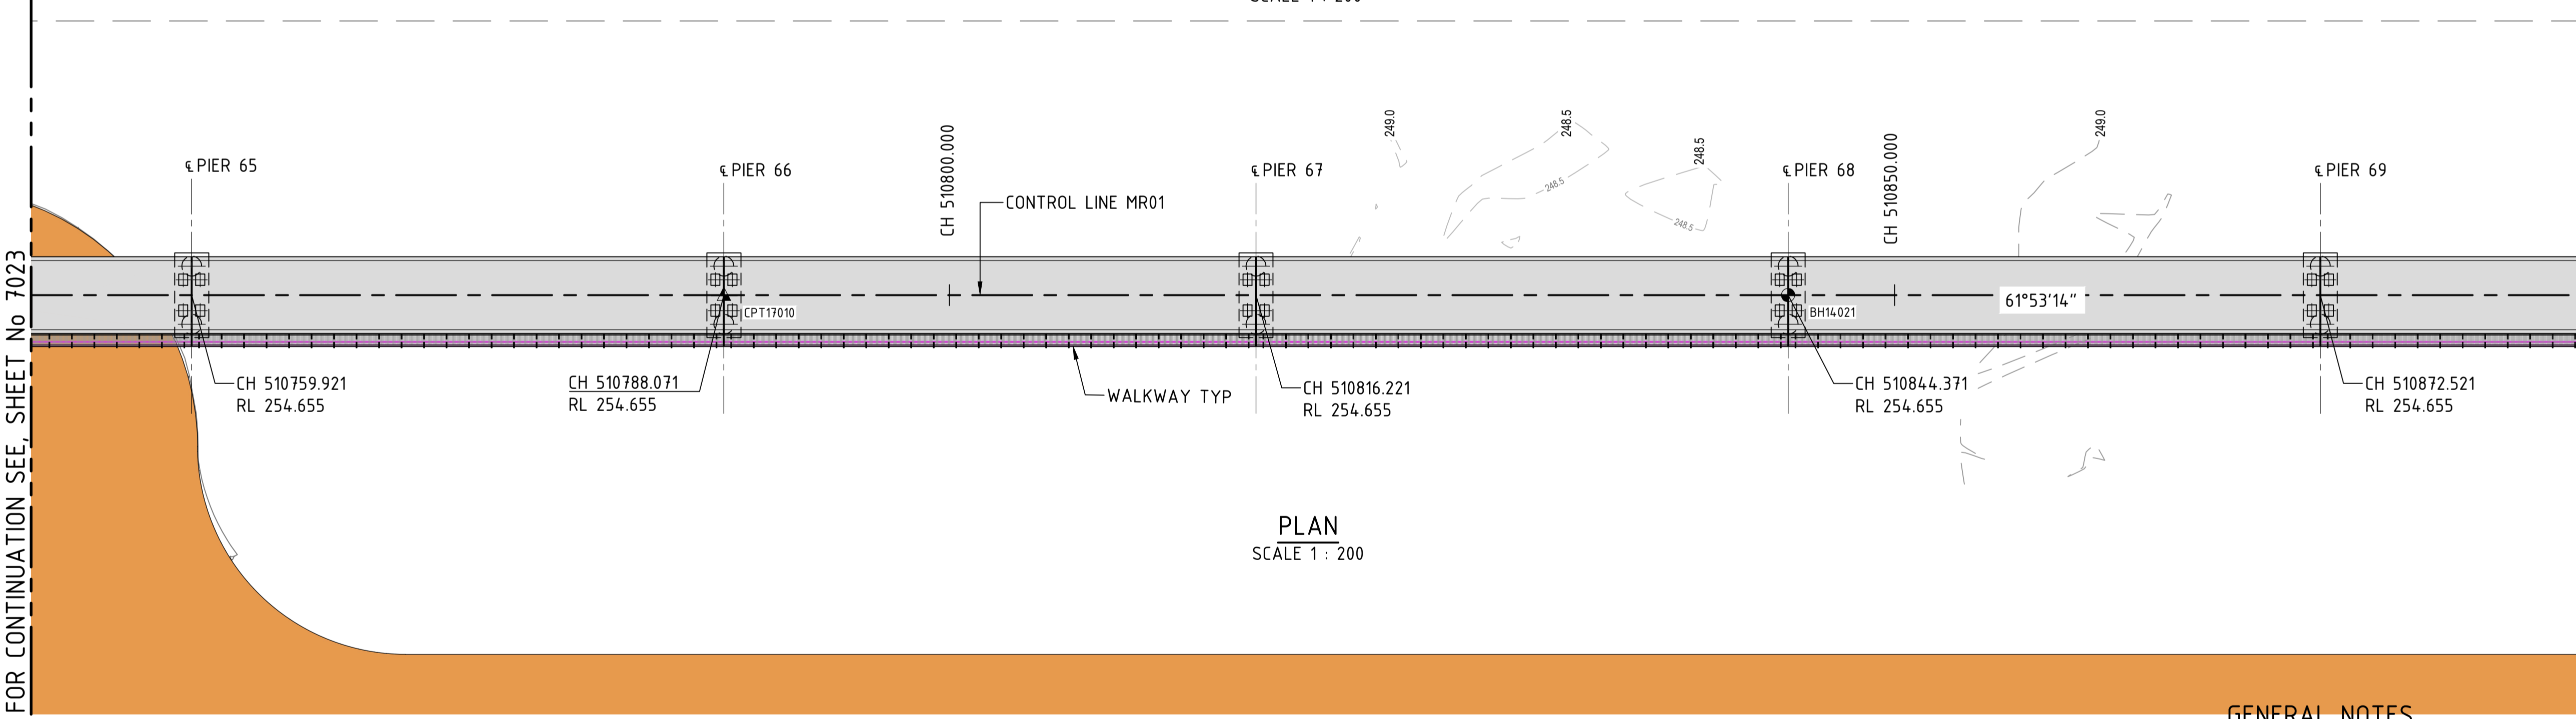 SCALE 1 : 200
FOR CONTINUATION SEE, SHEET No 7023
℄ PIER 65
℄ PIER 66
CH 510800.000
CONTROL LINE MR01
℄ PIER 67
249.0
248.5
248.5
248.5
248.5
℄ PIER 68
CH 510850.000
249.0
℄ PIER 69
CPT17010
BH14021
61°53'14"
CH 510759.921
RL 254.655
CH 510788.071
RL 254.655
WALKWAY TYP
CH 510816.221
RL 254.655
CH 510844.371
RL 254.655
CH 510872.521
RL 254.655
PLAN
SCALE 1 : 200
GENERAL NOTES